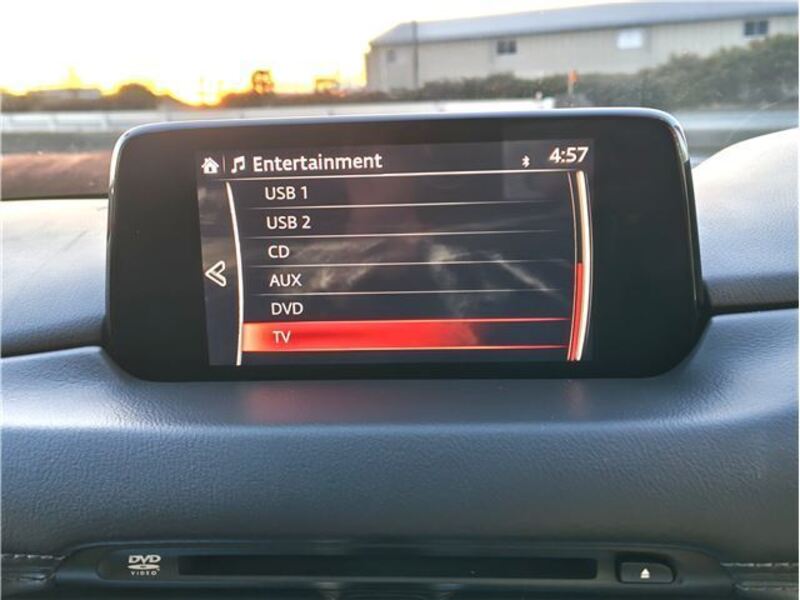 Entertainment 4:57
USB 1
USB 2
CD
AUX
DVD
TV
DVD
VIDEO